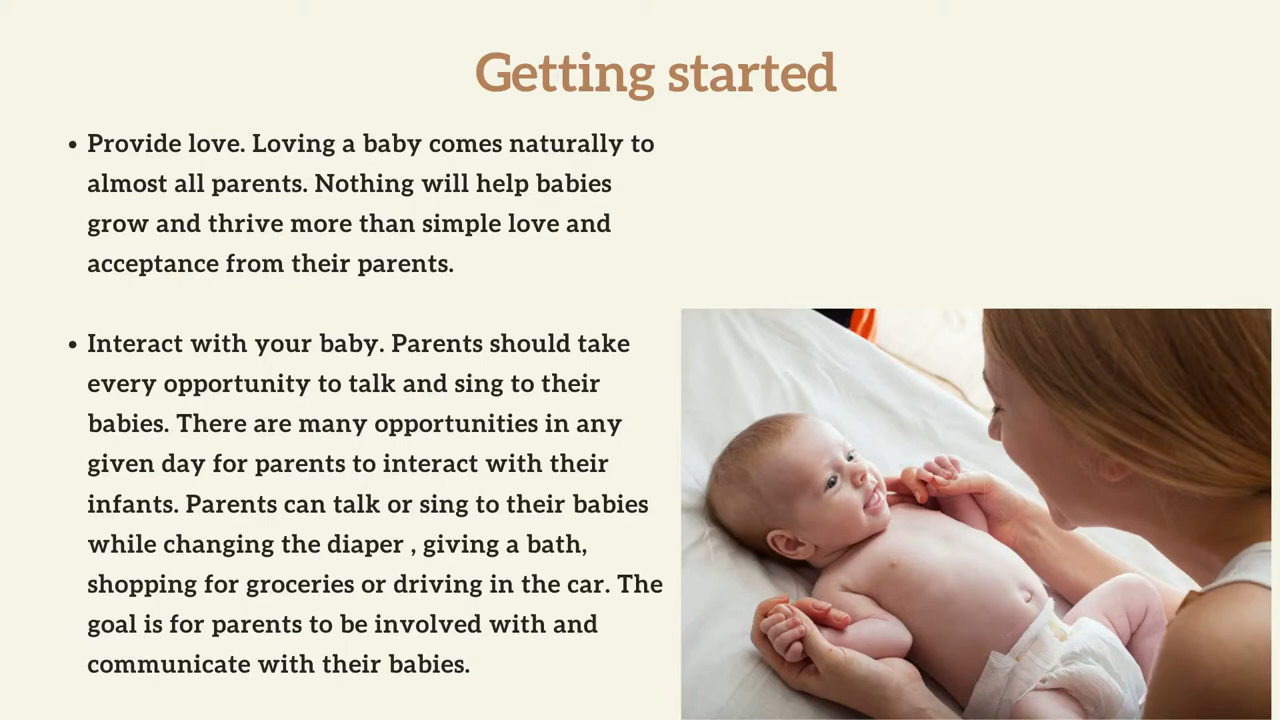 Getting started
• Provide love. Loving a baby comes naturally to
almost all parents. Nothing will help babies
grow and thrive more than simple love and
acceptance from their parents.
• Interact with your baby. Parents should take
every opportunity to talk and sing to their
babies. There are many opportunities in any
given day for parents to interact with their
infants. Parents can talk or sing to their babies
while changing the diaper , giving a bath,
shopping for groceries or driving in the car. The
goal is for parents to be involved with and
communicate with their babies.